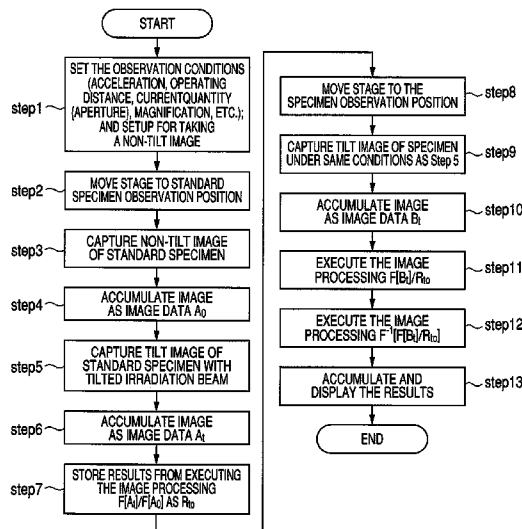 START
step1
SET THE OBSERVATION CONDITIONS
(ACCELERATION, OPERATING
DISTANCE, CURRENTQUANTITY
{APERTURE}, MAGNIFICATION, ETC.);
AND SETUP FOR TAKING
A NON-TILT IMAGE
step2
MOVE STAGE TO STANDARD
SPECIMEN OBSERVATION POSITION
step3
CAPTURE NON-TILT IMAGE
OF STANDARD SPECIMEN
step4
ACCUMULATE IMAGE
AS IMAGE DATA A0
step5
CAPTURE TILT IMAGE OF
STANDARD SPECIMEN WITH
TILTED IRRADIATION BEAM
step6
ACCUMULATE IMAGE
AS IMAGE DATA At
step7
STORE RESULTS FROM EXECUTING
THE IMAGE PROCESSING
F[At]/F[A0] AS Rto
step8
MOVE STAGE TO THE
SPECIMEN OBSERVATION POSITION
step9
CAPTURE TILT IMAGE OF SPECIMEN
UNDER SAME CONDITIONS AS Step 5
step10
ACCUMULATE IMAGE
AS IMAGE DATA Bt
step11
EXECUTE THE IMAGE
PROCESSING F[Bt]/Rto
step12
EXECUTE THE IMAGE
PROCESSING F-1[F[Bt]/Rto]
step13
ACCUMULATE AND
DISPLAY THE RESULTS
END